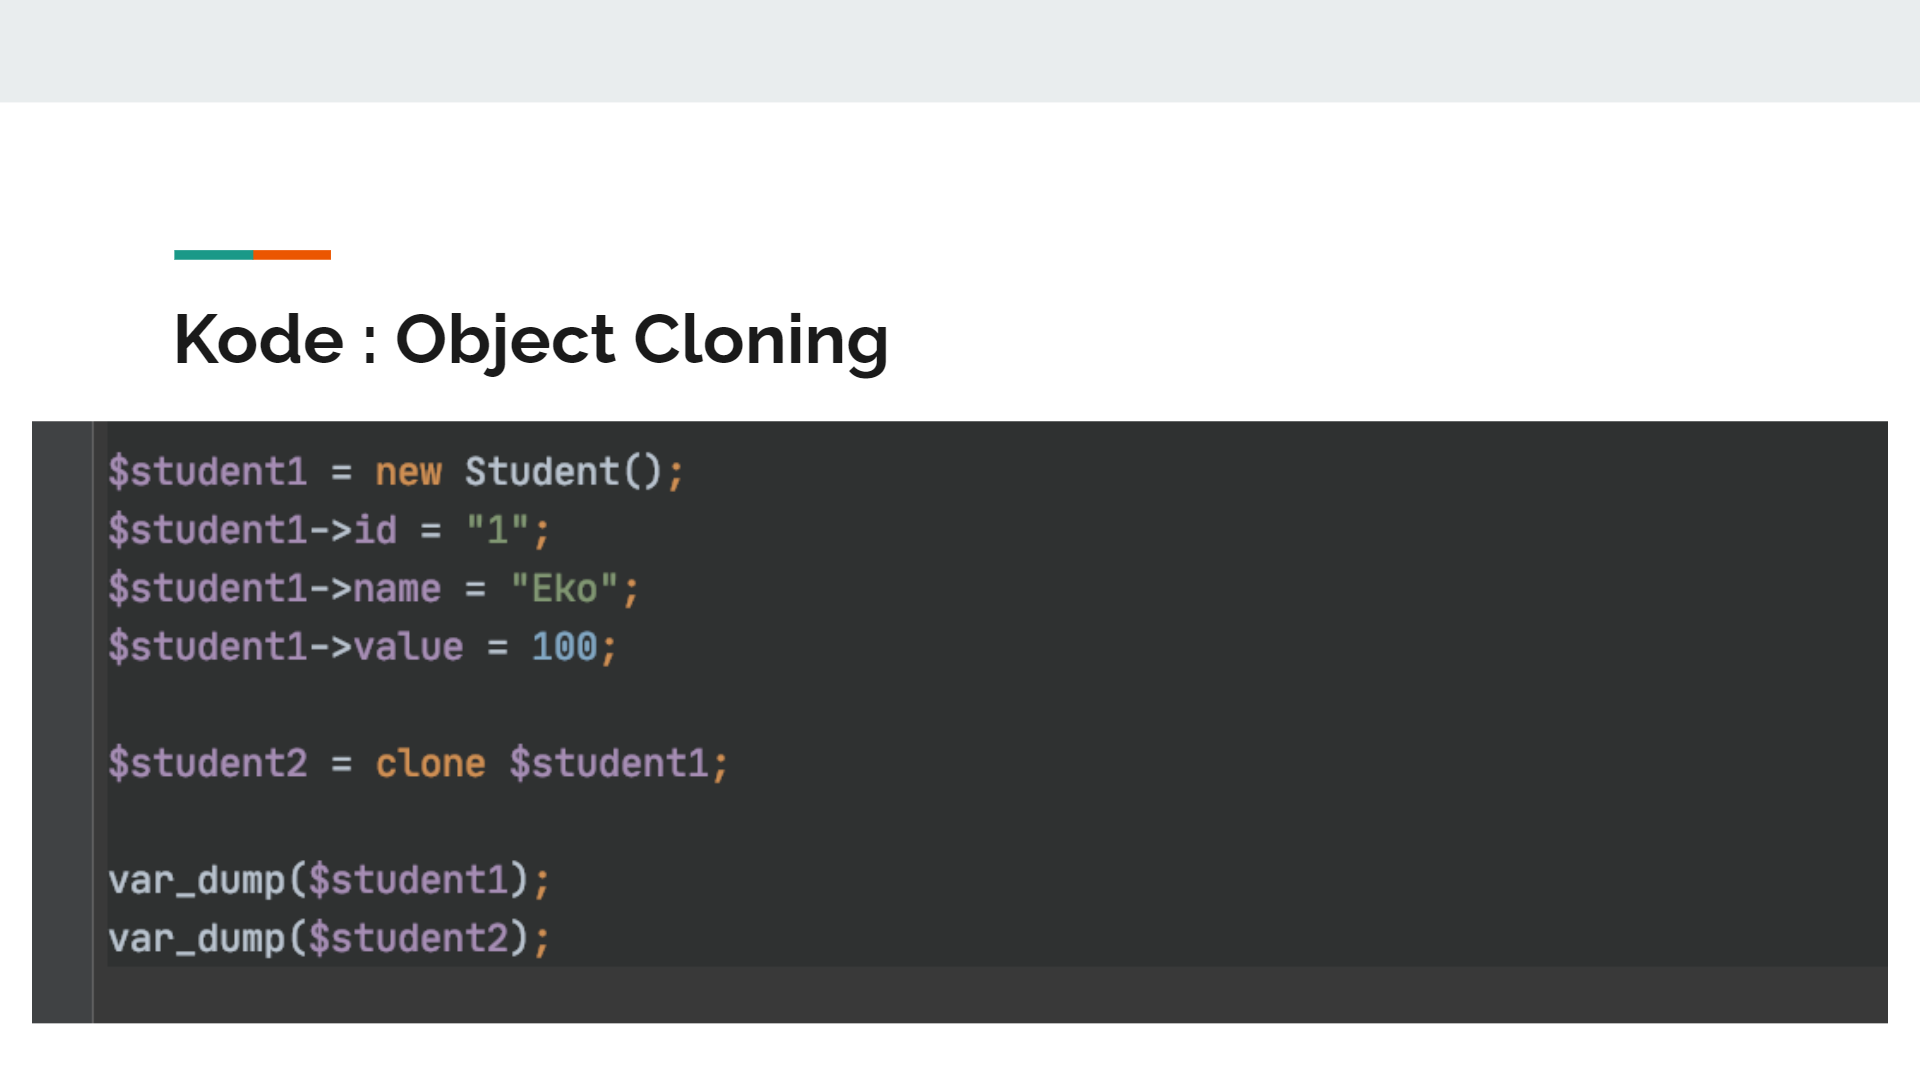 Kode : Object Cloning
$student1 = new Student();
$student1->id = "1";
$student1->name = "Eko";
$student1->value = 100;
$student2 = clone $student1;
var_dump($student1);
var_dump($student2);